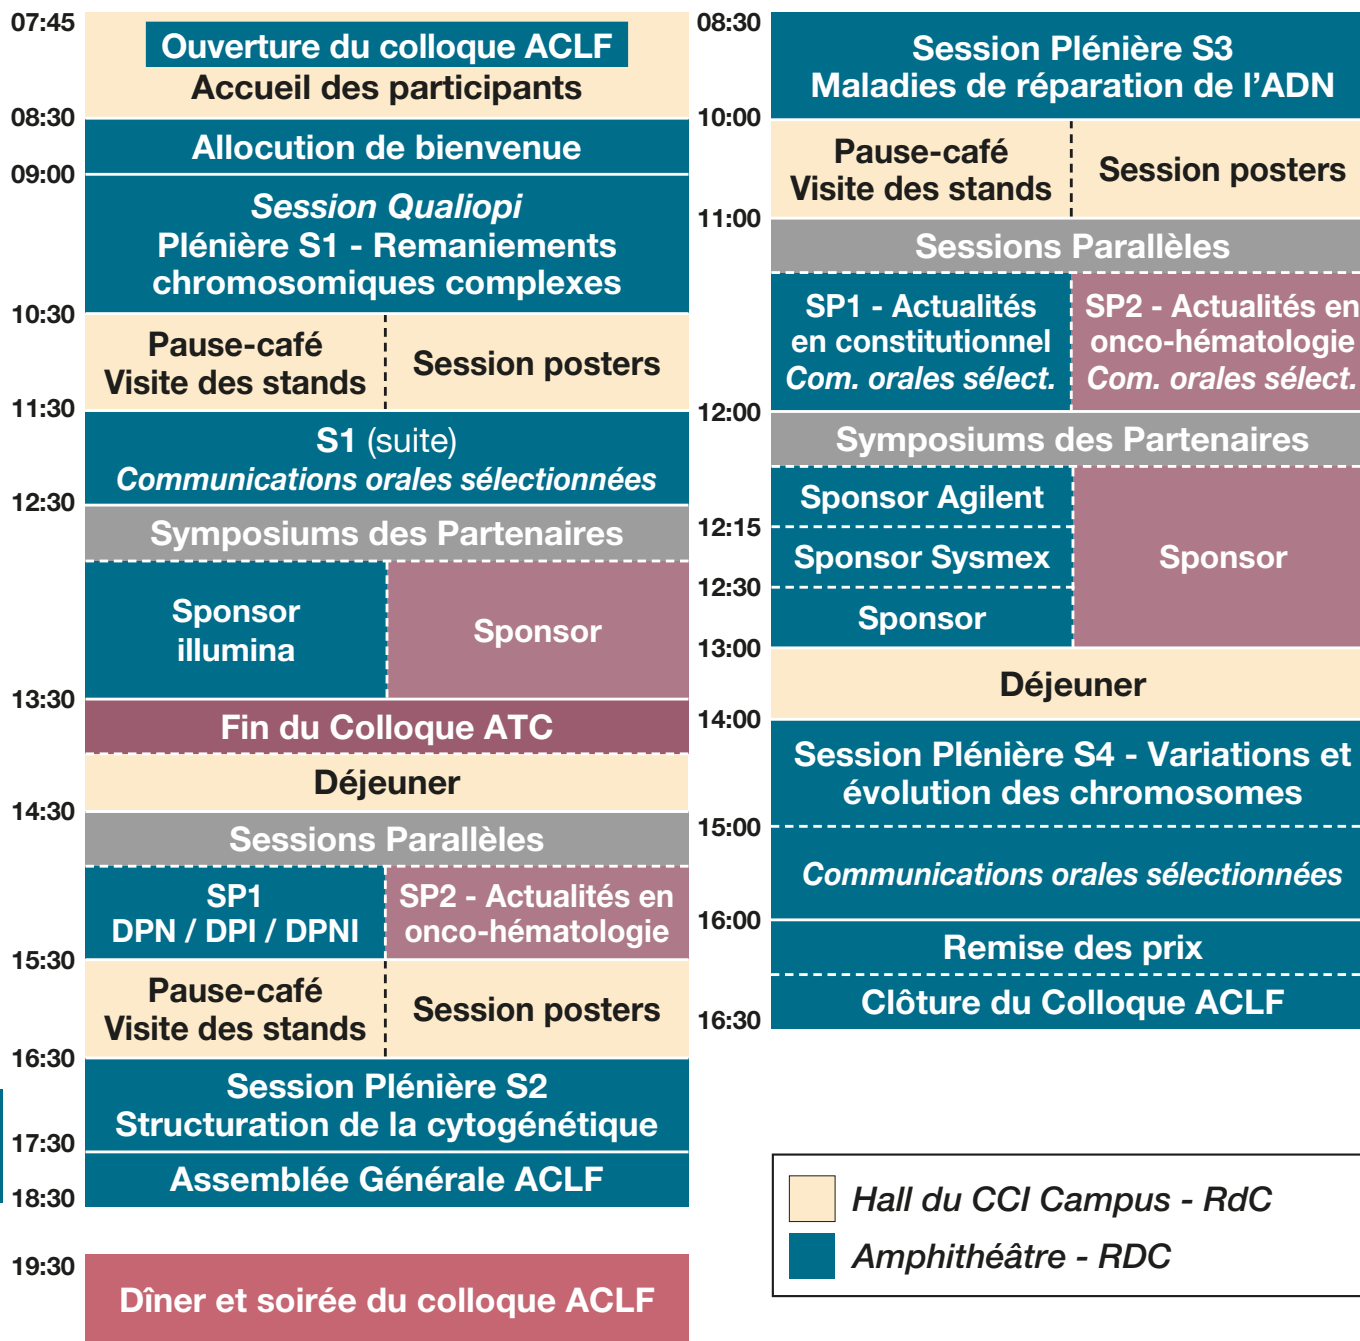 07:45
Ouverture du colloque ACLF
Accueil des participants
08:30
Allocution de bienvenue
09:00
Session Qualiopi
Plénière S1 - Remaniements
chromosomiques complexes
10:30
Pause-café
Visite des stands
Session posters
11:30
S1 (suite)
Communications orales sélectionnées
12:30
Symposiums des Partenaires
Sponsor
illumina
Sponsor
13:30
Fin du Colloque ATC
Déjeuner
14:30
Sessions Parallèles
SP1
DPN / DPI / DPNI
SP2 - Actualités en
onco-hématologie
15:30
Pause-café
Visite des stands
Session posters
16:30
Session Plénière S2
Structuration de la cytogénétique
17:30
Assemblée Générale ACLF
18:30
19:30
Dîner et soirée du colloque ACLF
08:30
Session Plénière S3
Maladies de réparation de l'ADN
10:00
Pause-café
Visite des stands
Session posters
11:00
Sessions Parallèles
SP1 - Actualités
en constitutionnel
Com. orales sélect.
SP2 - Actualités en
onco-hématologie
Com. orales sélect.
12:00
Symposiums des Partenaires
Sponsor Agilent
12:15
Sponsor Sysmex
12:30
Sponsor
Sponsor
13:00
Déjeuner
14:00
Session Plénière S4 - Variations et
évolution des chromosomes
15:00
Communications orales sélectionnées
16:00
Remise des prix
Clôture du Colloque ACLF
16:30
Hall du CCI Campus - RdC
Amphithéâtre - RDC